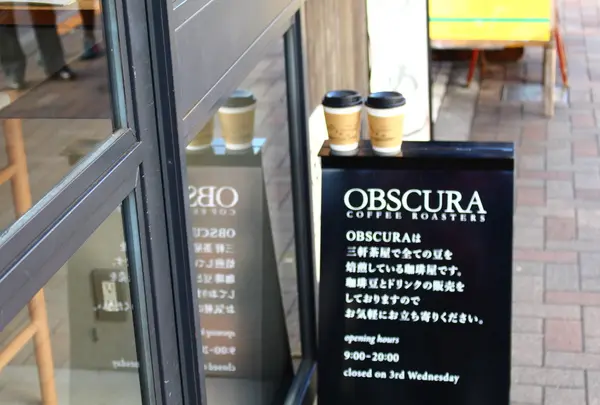 OBSCURA
COFFEE ROASTERS
OBSCURAは
三軒茶屋で全ての豆を
焙煎している珈琲屋です。
珈琲豆とドリンクの販売を
しておりますので
お気軽にお立ち寄りください。
opening hours
9:00-20:00
closed on 3rd Wednesday